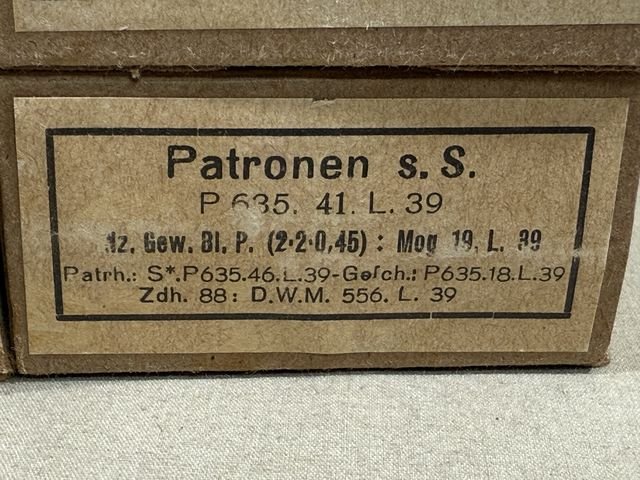 Patronen s. S.
P 635. 41. L. 39
Nz. Gew. Bl. P. (2·2·0,45) : Mog 19. L. 39
Patrh.: S*.P635.46.L.39-Geſch.: P635.18.L.39
Zdh. 88: D.W.M. 556. L. 39